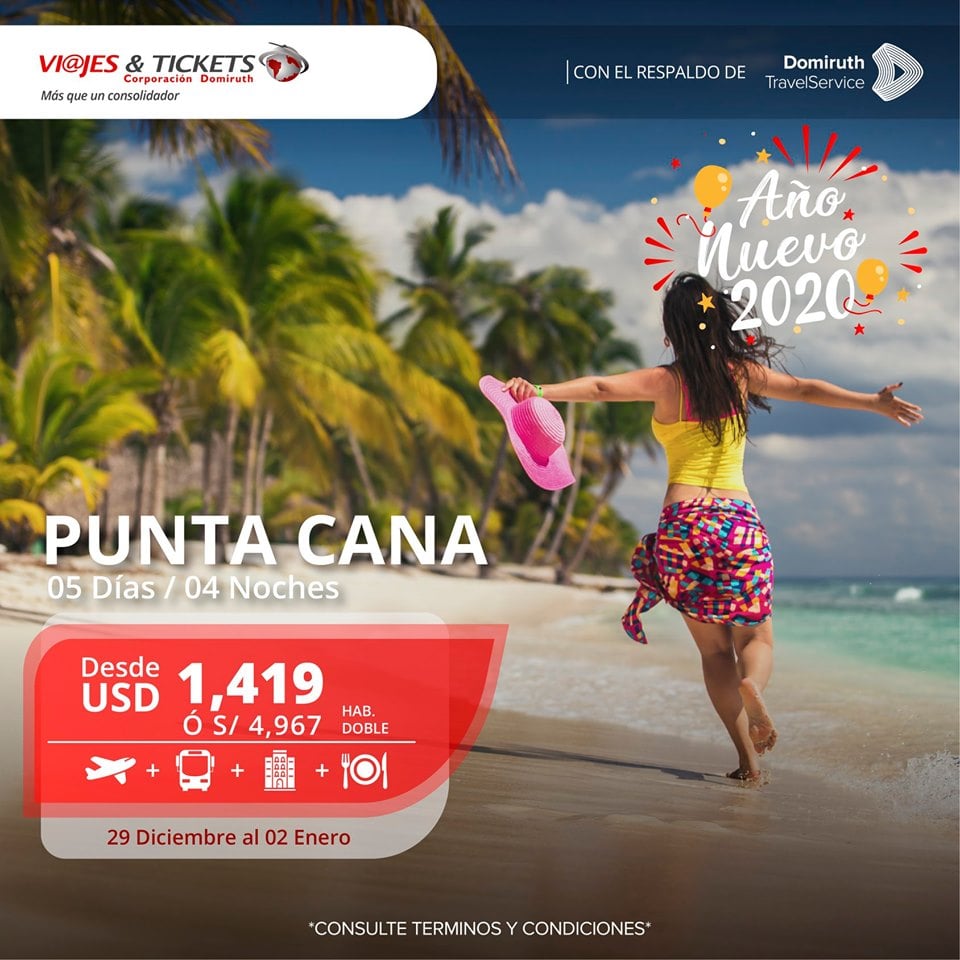 VI@JES & TICKETS
Corporación Domiruth
Más que un consolidador
CON EL RESPALDO DE
Domiruth
TravelService
Año
Nuevo
2020
PUNTA CANA
05 Días / 04 Noches
Desde
USD 1,419
Ó S/ 4,967 HAB.
DOBLE
+ + +
29 Diciembre al 02 Enero
*CONSULTE TERMINOS Y CONDICIONES*